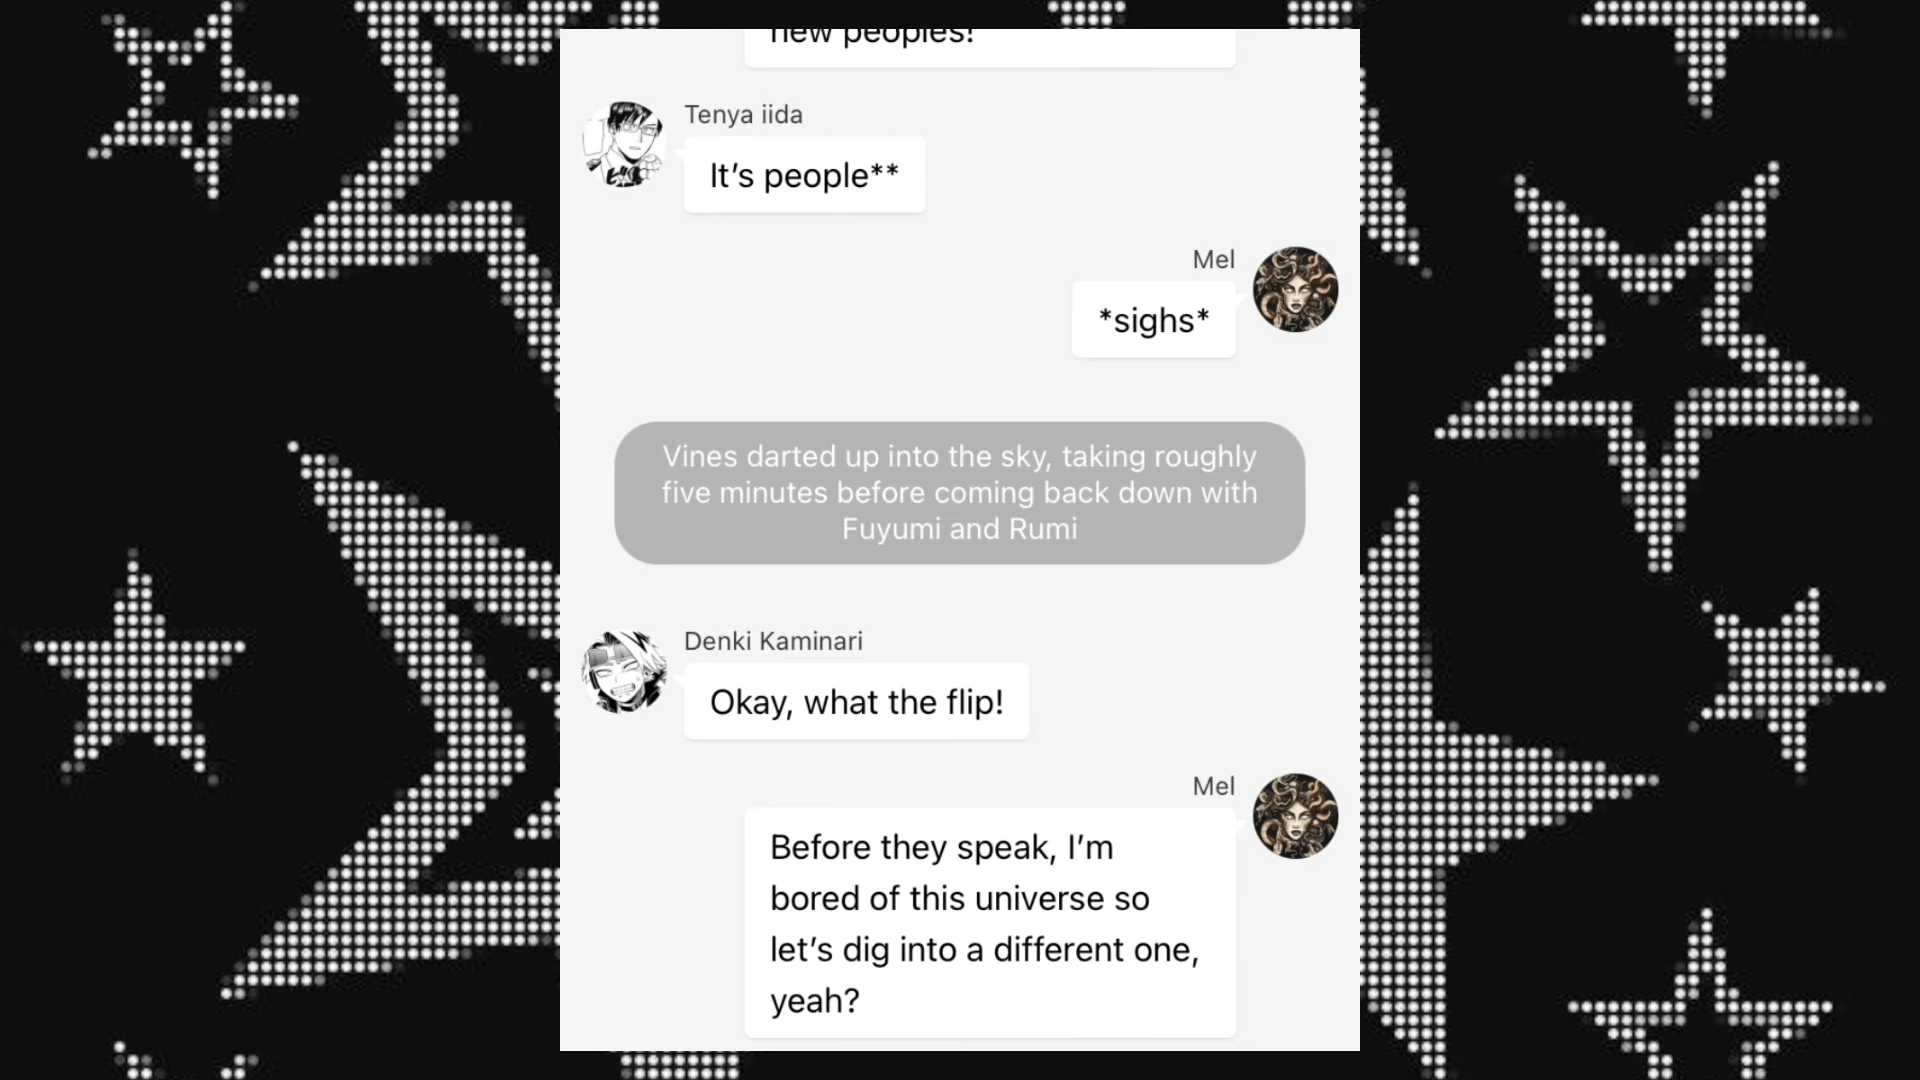 new peoples!
Tenya iida
It’s people**
Mel
*sighs*
Vines darted up into the sky, taking roughly
five minutes before coming back down with
Fuyumi and Rumi
Denki Kaminari
Okay, what the flip!
Mel
Before they speak, I’m
bored of this universe so
let’s dig into a different one,
yeah?